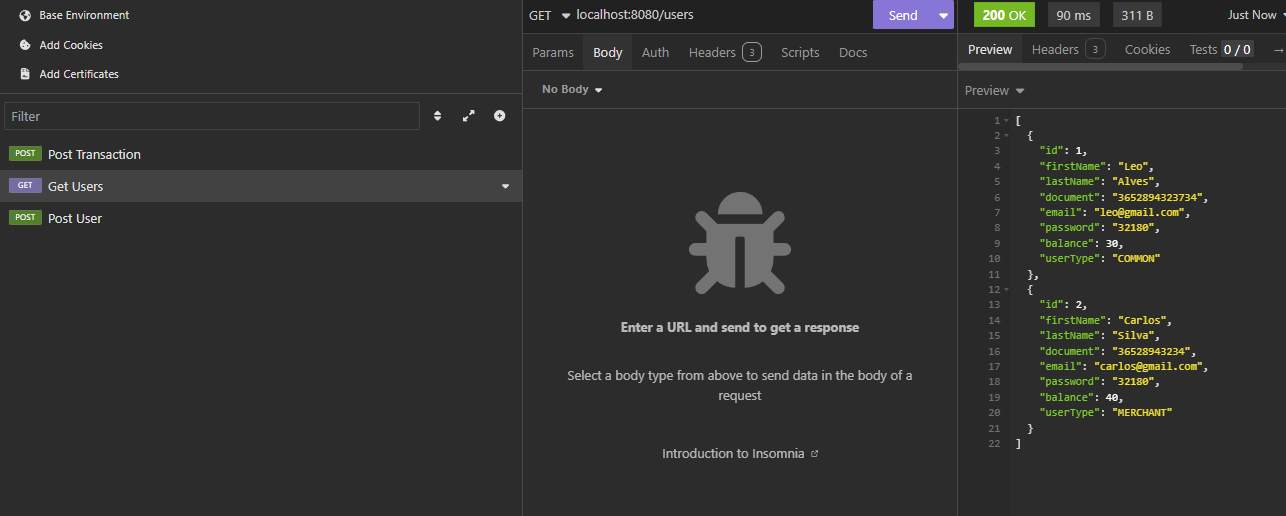 Base Environment
Add Cookies
Add Certificates
Filter
POST Post Transaction
GET Get Users
POST Post User
GET localhost:8080/users Send
Params Body Auth Headers 3 Scripts Docs
No Body
Enter a URL and send to get a response
Select a body type from above to send data in the body of a
request
Introduction to Insomnia
200 OK 90 ms 311 B Just Now
Preview Headers 3 Cookies Tests 0 / 0 →
Preview
1 [
2 {
3 "id": 1,
4 "firstName": "Leo",
5 "lastName": "Alves",
6 "document": "3652894323734",
7 "email": "leo@gmail.com",
8 "password": "32180",
9 "balance": 30,
10 "userType": "COMMON"
11 },
12 {
13 "id": 2,
14 "firstName": "Carlos",
15 "lastName": "Silva",
16 "document": "36528943234",
17 "email": "carlos@gmail.com",
18 "password": "32180",
19 "balance": 40,
20 "userType": "MERCHANT"
21 }
22 ]